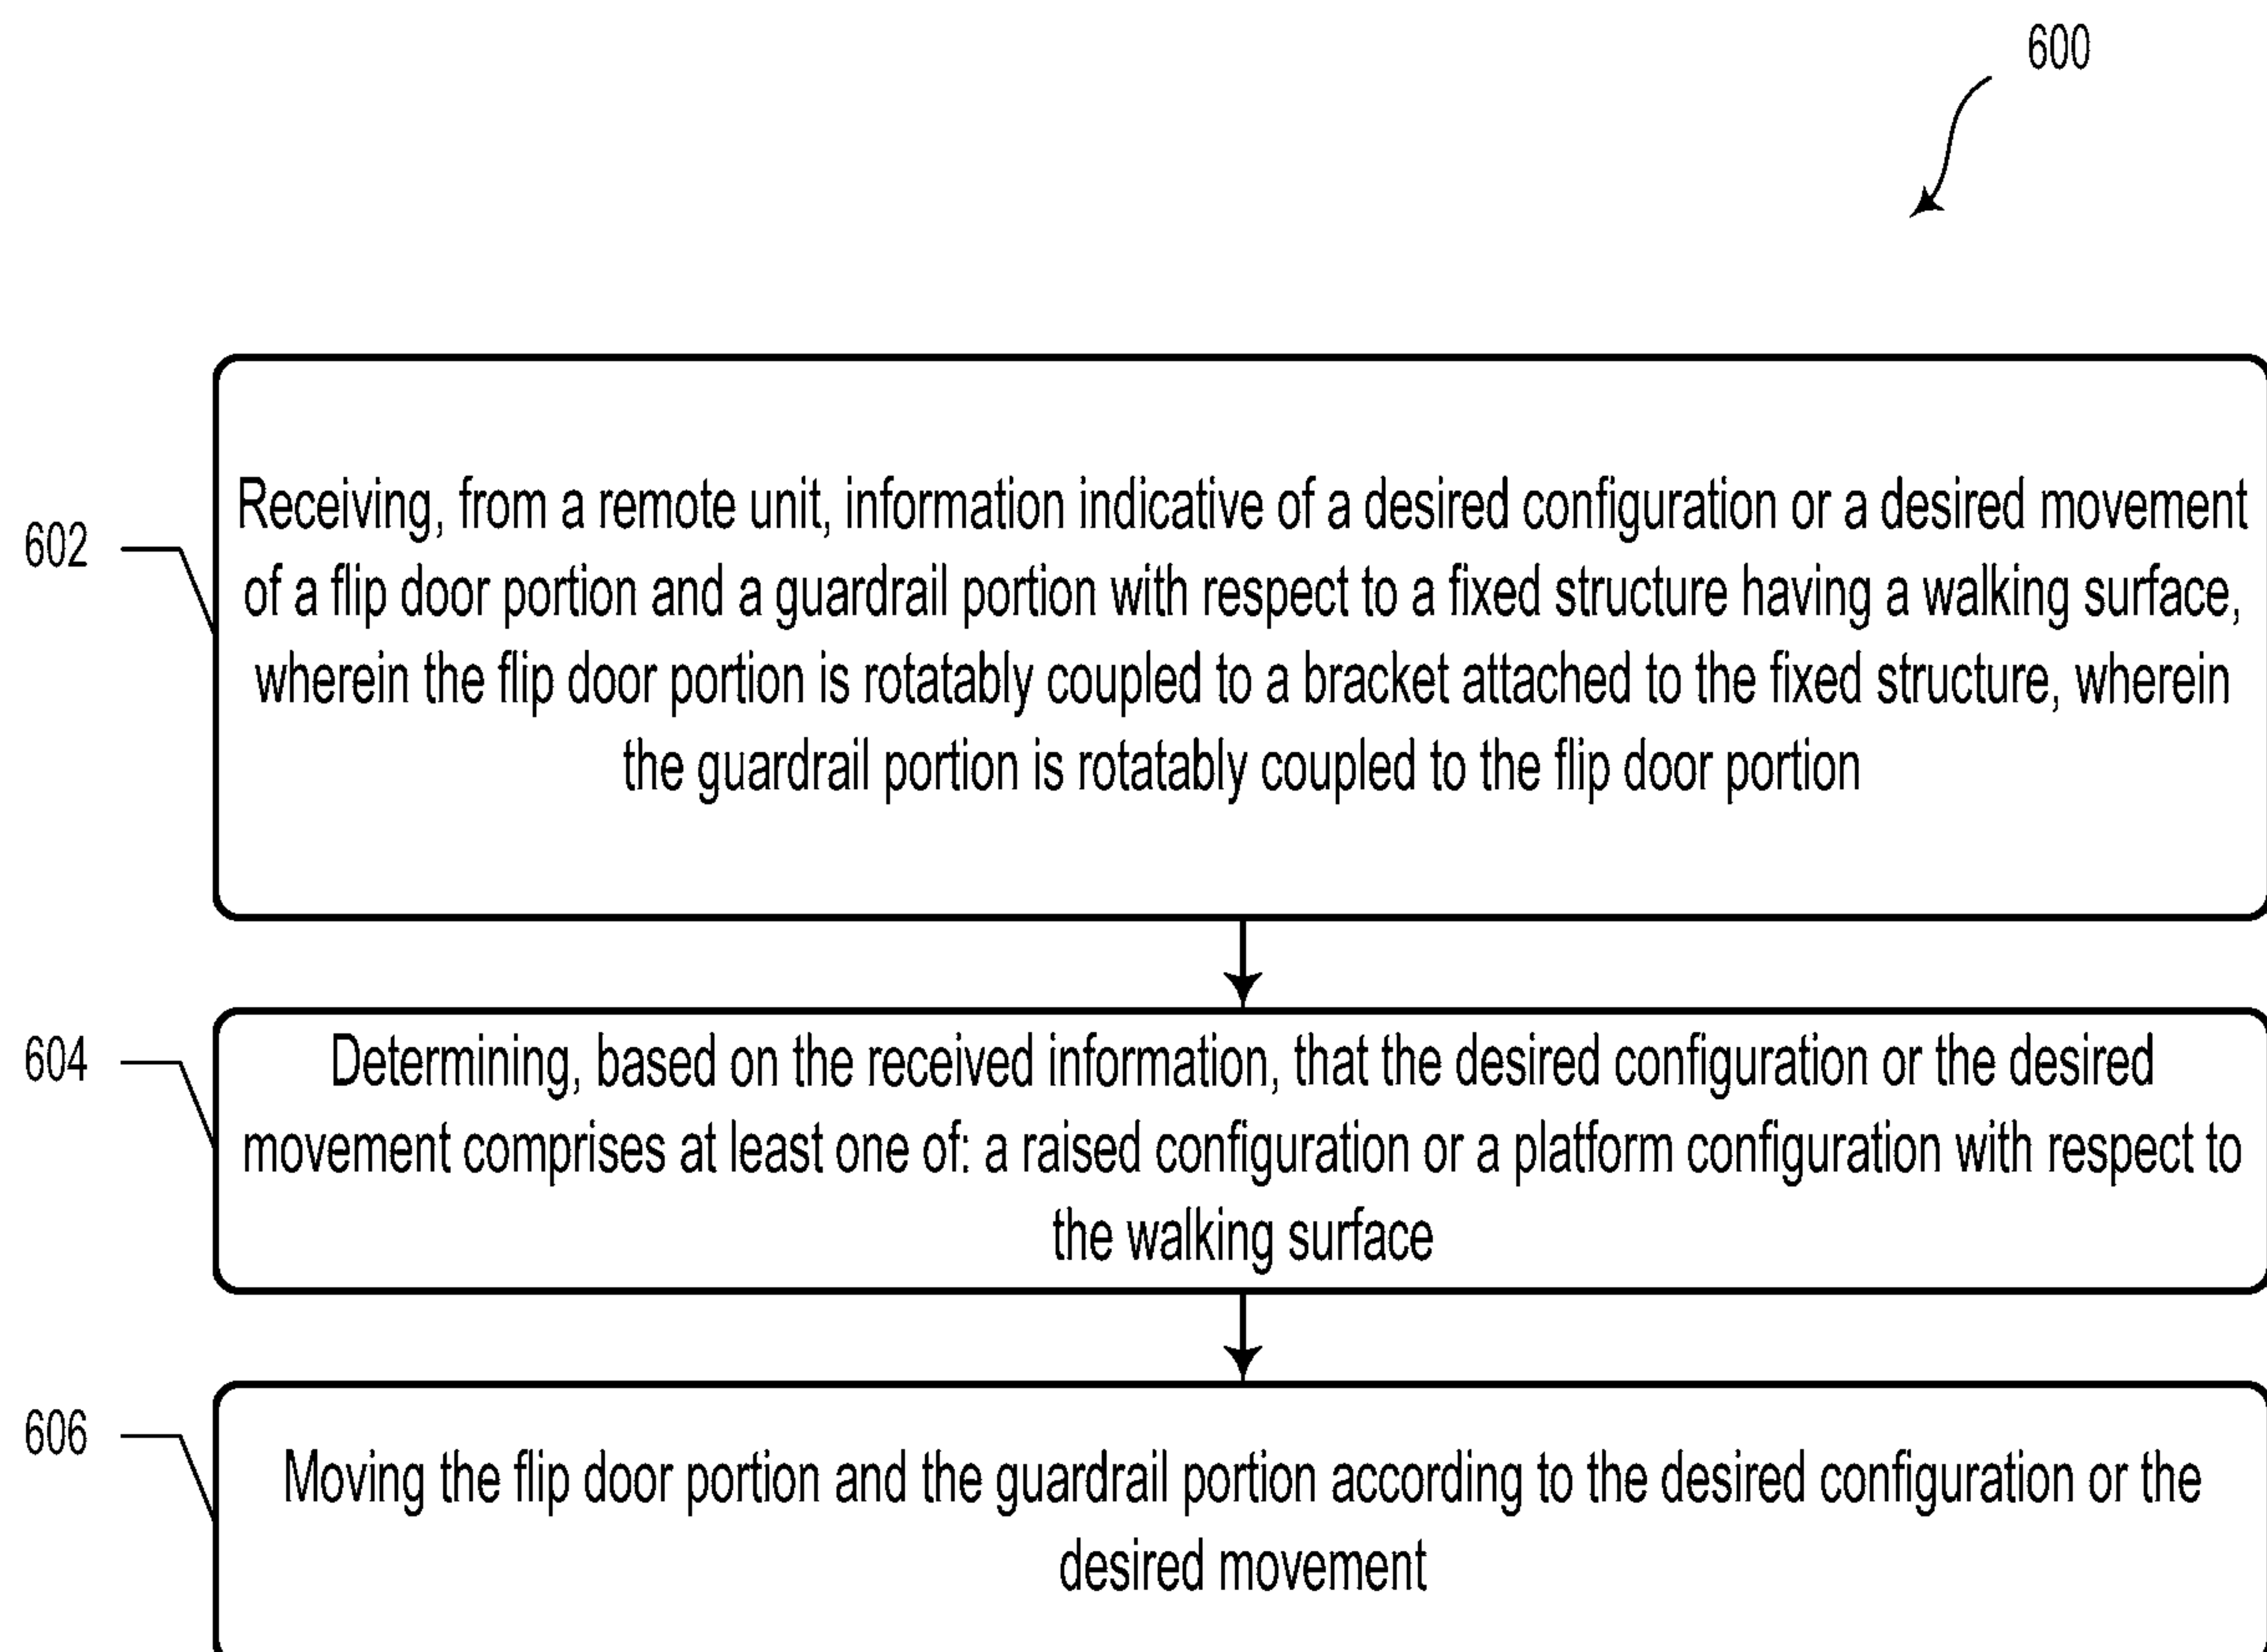 600
602
Receiving, from a remote unit, information indicative of a desired configuration or a desired movement
of a flip door portion and a guardrail portion with respect to a fixed structure having a walking surface,
wherein the flip door portion is rotatably coupled to a bracket attached to the fixed structure, wherein
the guardrail portion is rotatably coupled to the flip door portion
604
Determining, based on the received information, that the desired configuration or the desired
movement comprises at least one of: a raised configuration or a platform configuration with respect to
the walking surface
606
Moving the flip door portion and the guardrail portion according to the desired configuration or the
desired movement